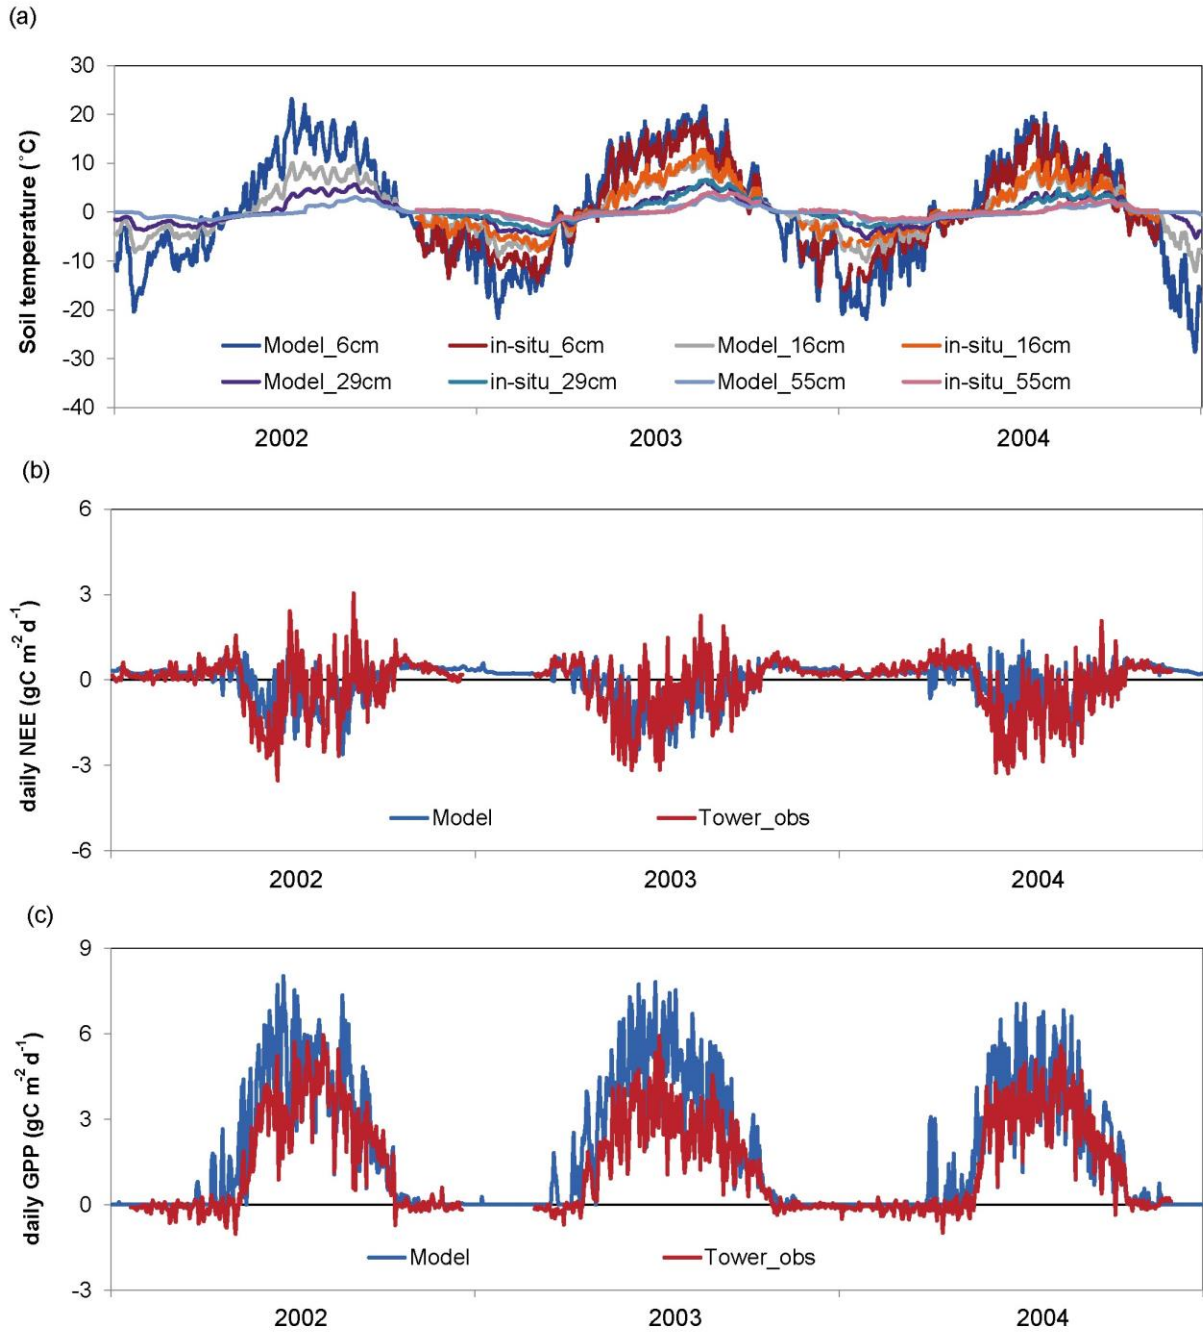 (a)
Soil temperature (˚C)
30
20
10
0
-10
-20
-30
-40
Model_6cm in-situ_6cm Model_16cm in-situ_16cm
Model_29cm in-situ_29cm Model_55cm in-situ_55cm
2002 2003 2004
(b)
daily NEE (gC m⁻² d⁻¹)
6
3
0
-3
-6
Model Tower_obs
2002 2003 2004
(c)
daily GPP (gC m⁻² d⁻¹)
9
6
3
0
-3
Model Tower_obs
2002 2003 2004